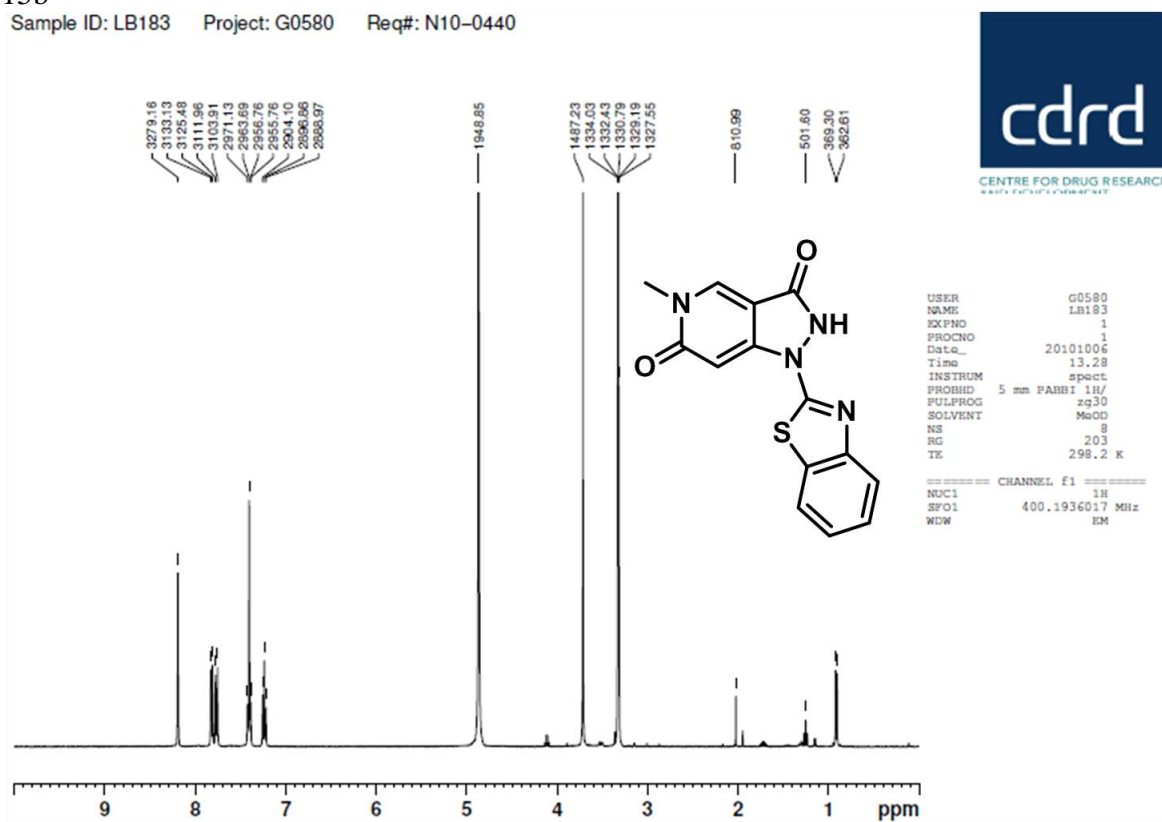 Sample ID: LB183 Project: G0580 Req#: N10-0440
3279.16
3133.13
3125.48
3111.96
3103.91
2971.13
2963.69
2956.76
2955.76
2904.10
2896.86
2888.97
1948.85
1487.23
1334.03
1332.43
1330.79
1329.19
1327.55
810.99
501.60
369.30
362.61
cdrd
CENTRE FOR DRUG RESEARC
O
N
NH
O
N
N
S
USER G0580
NAME LB183
EXPNO 1
PROCNO 1
Date_ 20101006
Time 13.28
INSTRUM spect
PROBHD 5 mm PABBI 1H/
PULPROG zg30
SOLVENT MeOD
NS 8
RG 203
TE 298.2 K
======== CHANNEL f1 ========
NUC1 1H
SFO1 400.1936017 MHz
WDW EM
9 8 7 6 5 4 3 2 1 ppm